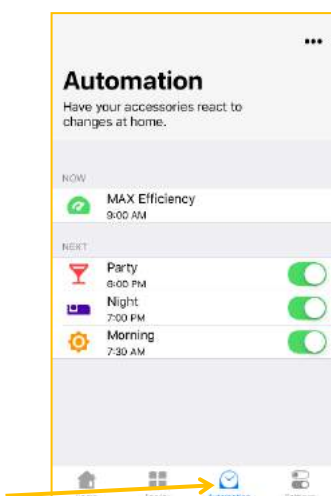 •••
Automation
Have your accessories react to
changes at home.
NOW
MAX Efficiency
9:00 AM
NEXT
Party
6:00 PM
Night
7:00 PM
Morning
7:30 AM
Automation